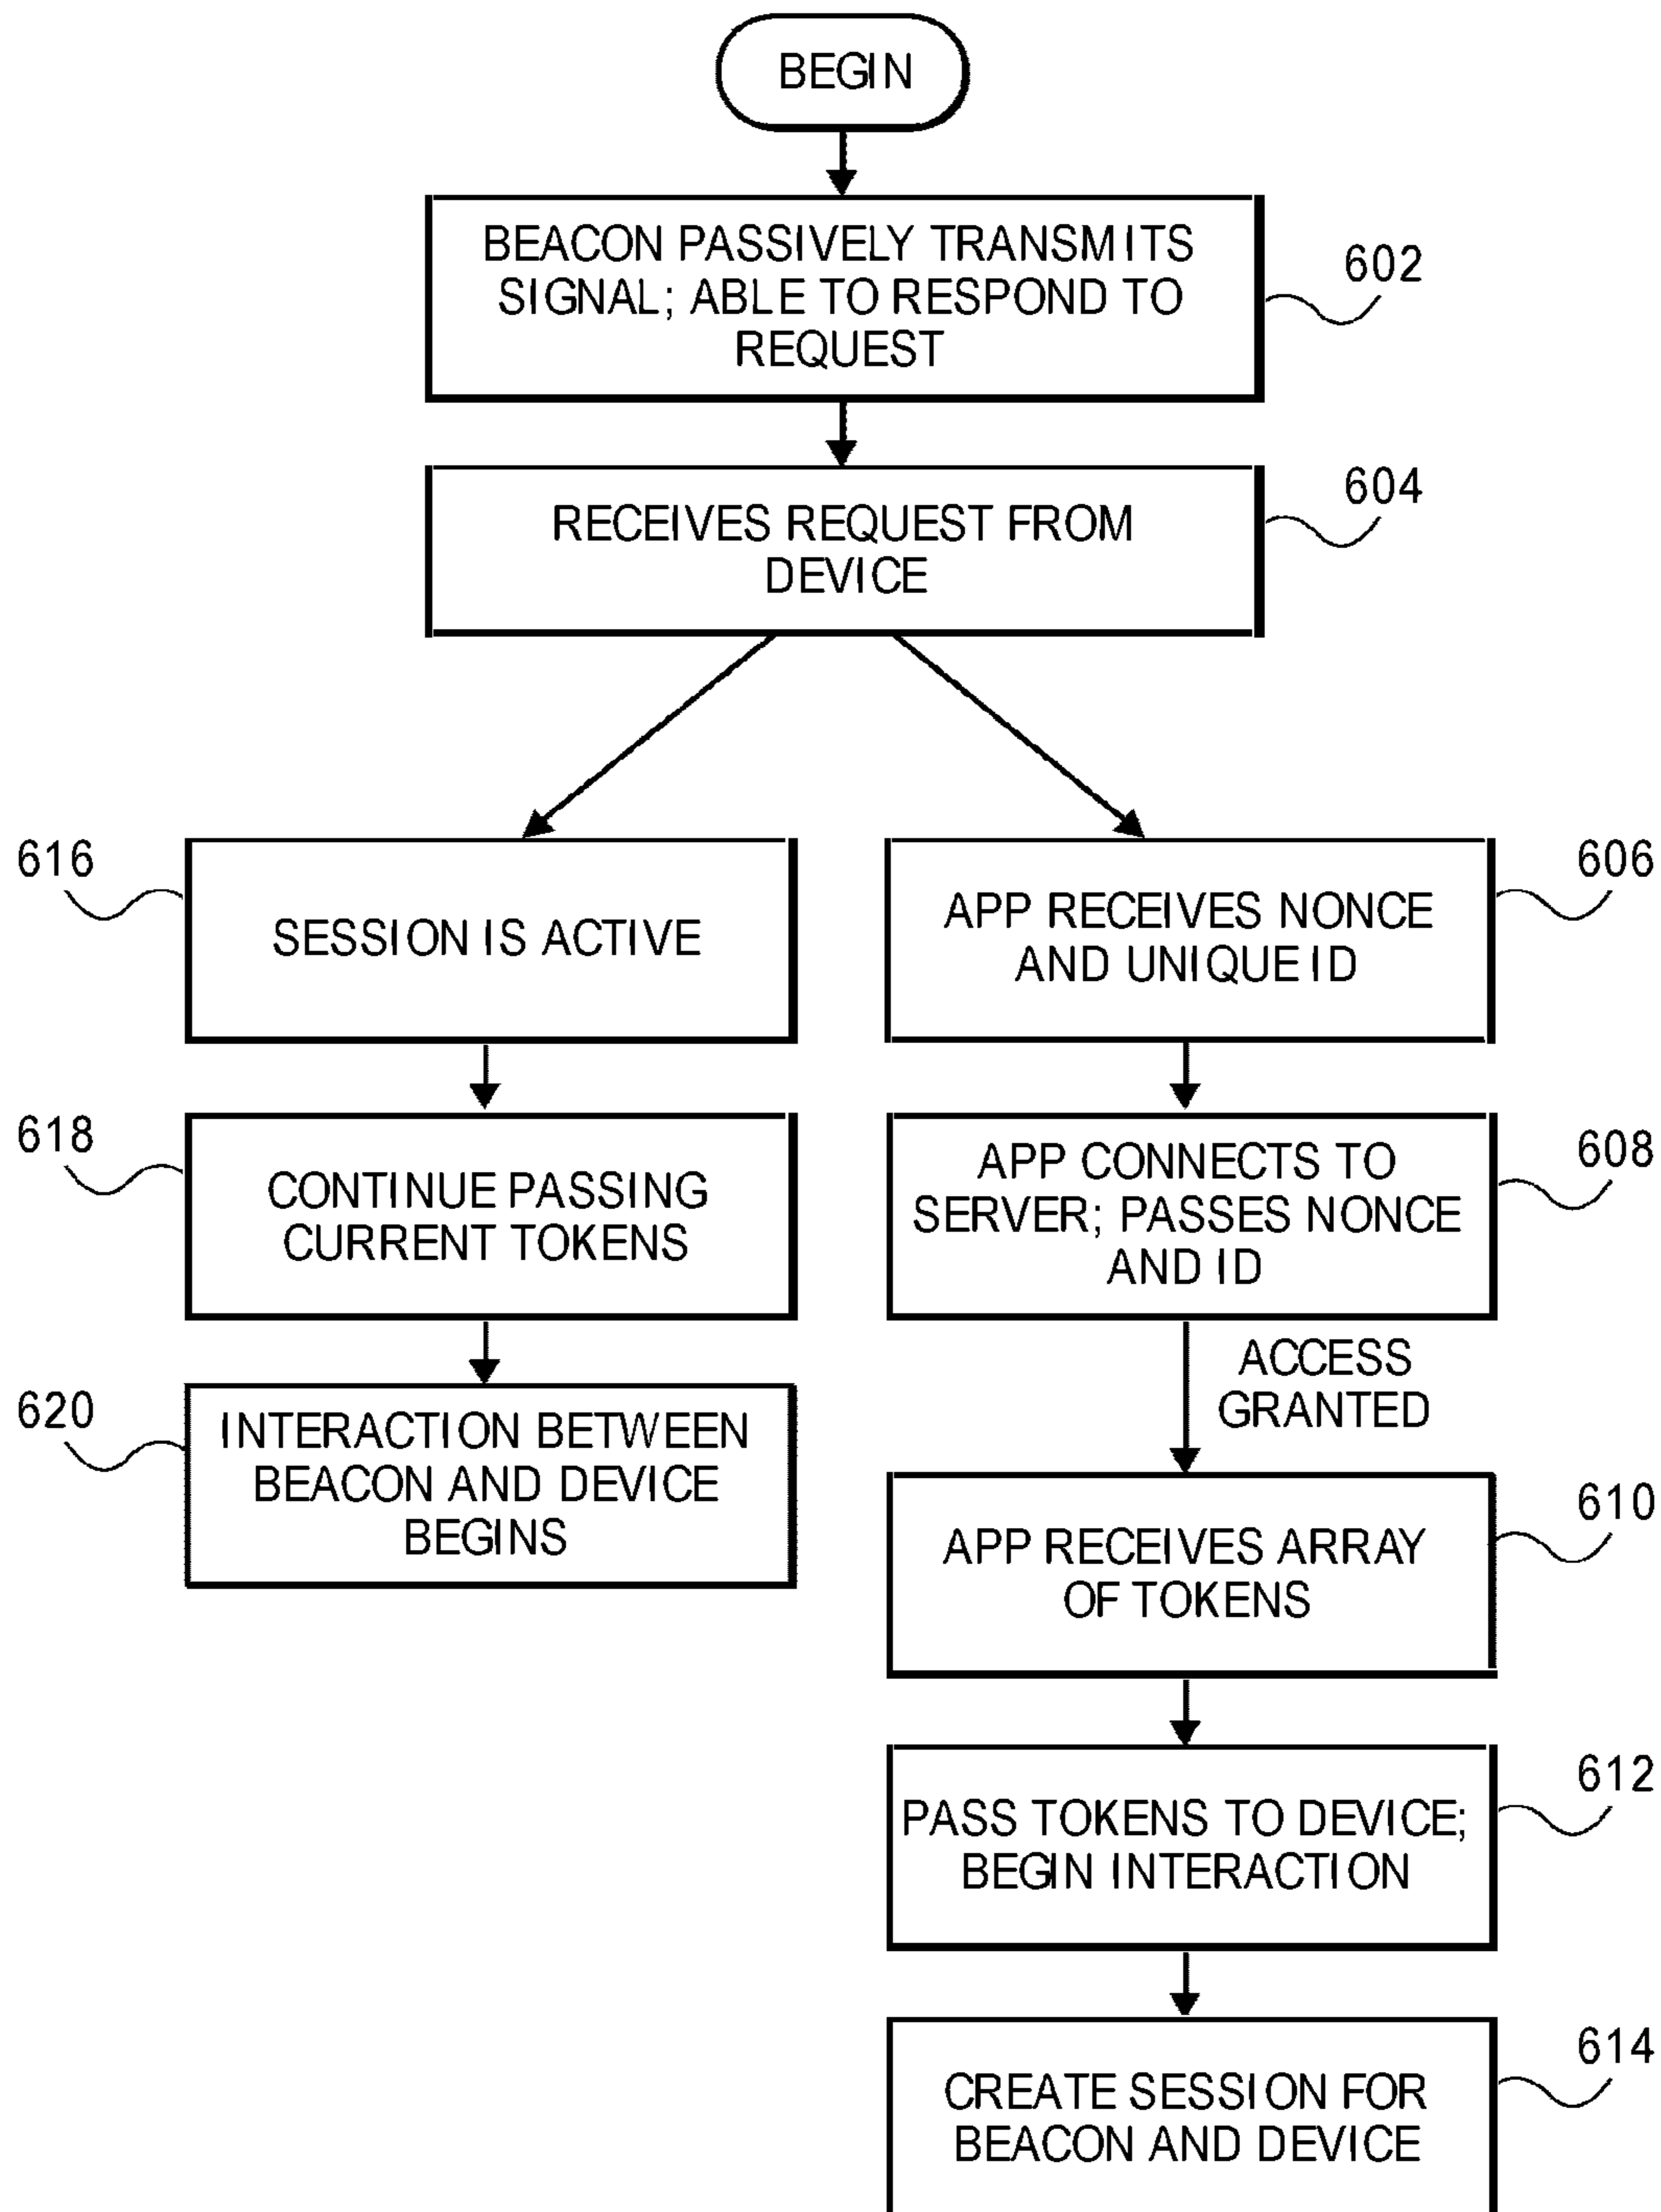 BEGIN
BEACON PASSIVELY TRANSMITS
SIGNAL; ABLE TO RESPOND TO
REQUEST
602
RECEIVES REQUEST FROM
DEVICE
604
616
SESSION IS ACTIVE
618
CONTINUE PASSING
CURRENT TOKENS
620
INTERACTION BETWEEN
BEACON AND DEVICE
BEGINS
APP RECEIVES NONCE
AND UNIQUE ID
606
APP CONNECTS TO
SERVER; PASSES NONCE
AND ID
608
ACCESS
GRANTED
APP RECEIVES ARRAY
OF TOKENS
610
PASS TOKENS TO DEVICE;
BEGIN INTERACTION
612
CREATE SESSION FOR
BEACON AND DEVICE
614